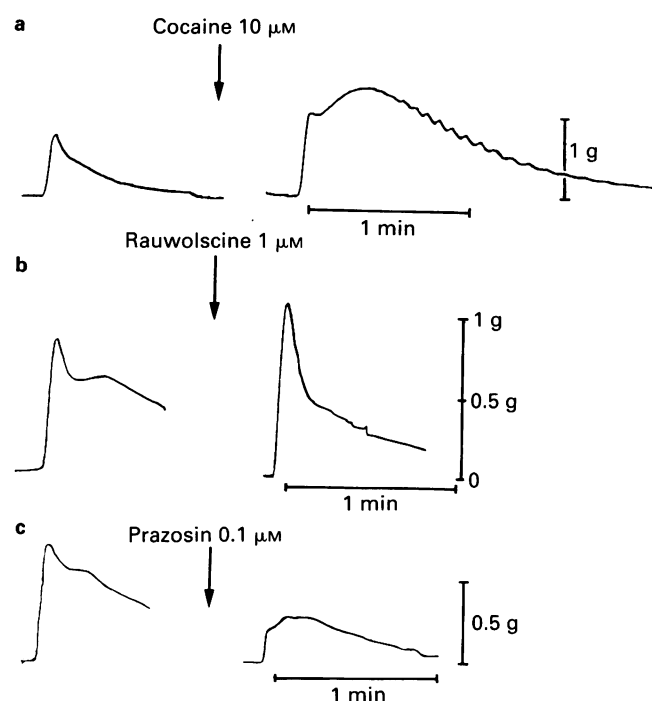 a
Cocaine 10 μM
1 g
1 min
Rauwolscine 1 μM
b
1 g
0.5 g
0
1 min
c
Prazosin 0.1 μM
0.5 g
1 min